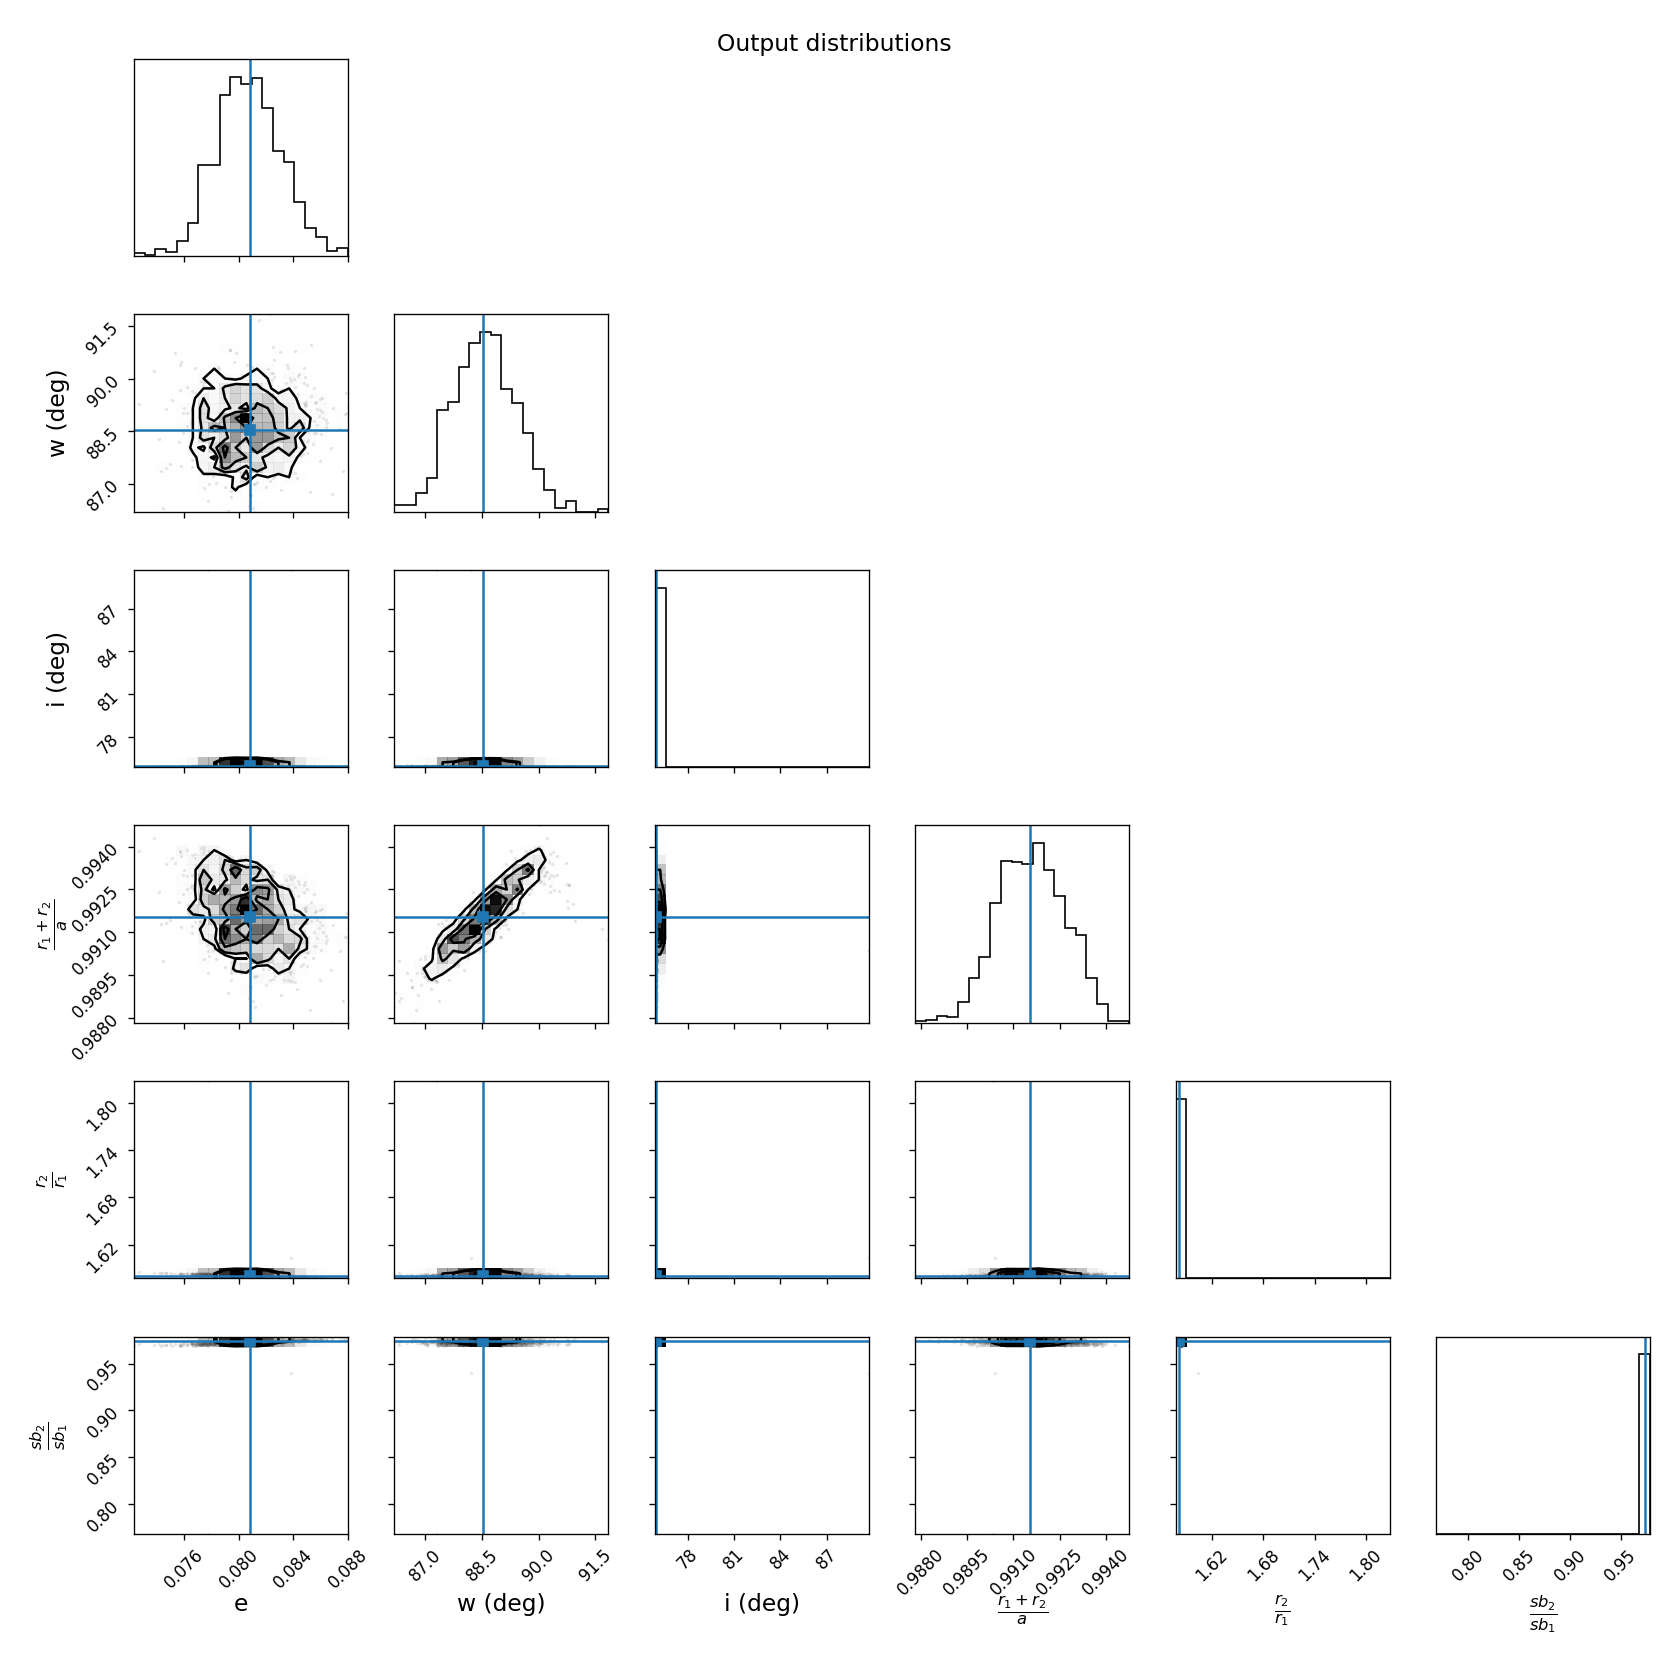 Output distributions
w (deg)
91.5
90.0
88.5
87.0
i (deg)
87
84
81
78
r₁ + r₂
a
0.9940
0.9925
0.9910
0.9895
0.9880
r₂
r₁
1.80
1.74
1.68
1.62
sb₂
sb₁
0.95
0.90
0.85
0.80
0.076 0.080 0.084 0.088 87.0 88.5 90.0 91.5 78 81 84 87 0.9880 0.9895 0.9910 0.9925 0.9940 1.62 1.68 1.74 1.80 0.80 0.85 0.90 0.95
e w (deg) i (deg) r₁ + r₂ r₂ sb₂
a r₁ sb₁